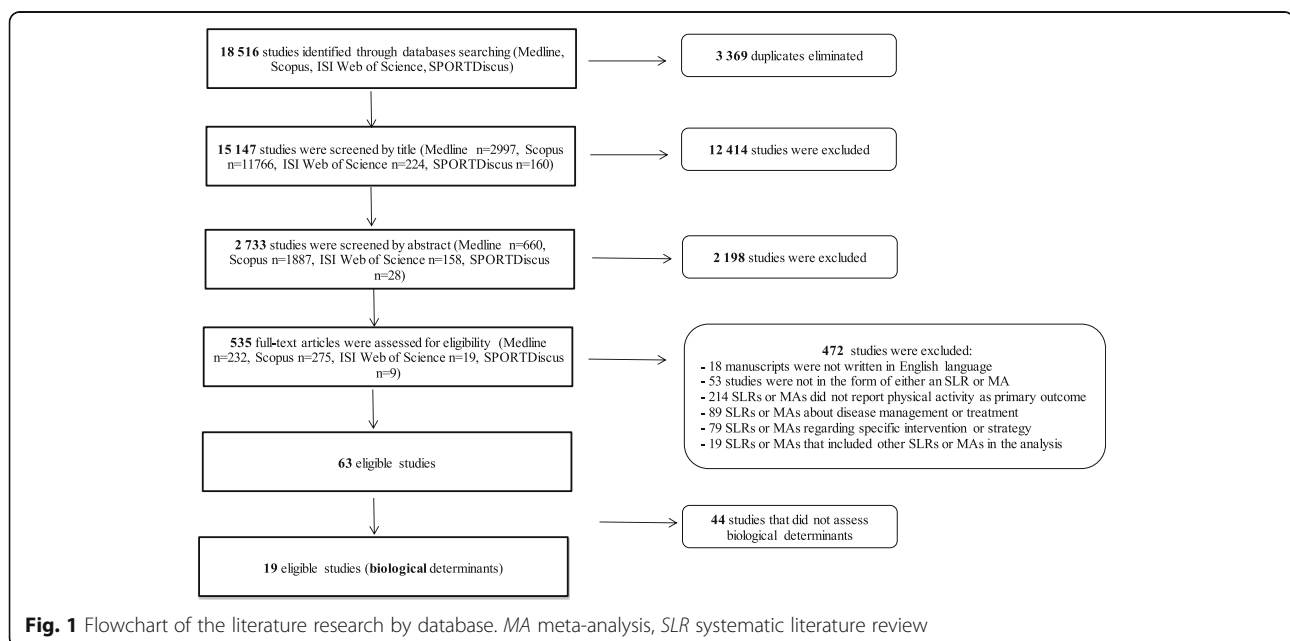 18 516 studies identified through databases searching (Medline,
Scopus, ISI Web of Science, SPORTDiscus)
3 369 duplicates eliminated
15 147 studies were screened by title (Medline n=2997, Scopus
n=11766, ISI Web of Science n=224, SPORTDiscus n=160)
12 414 studies were excluded
2 733 studies were screened by abstract (Medline n=660,
Scopus n=1887, ISI Web of Science n=158, SPORTDiscus
n=28)
2 198 studies were excluded
535 full-text articles were assessed for eligibility (Medline
n=232, Scopus n=275, ISI Web of Science n=19, SPORTDiscus
n=9)
472 studies were excluded:
- 18 manuscripts were not written in English language
- 53 studies were not in the form of either an SLR or MA
- 214 SLRs or MAs did not report physical activity as primary outcome
- 89 SLRs or MAs about disease management or treatment
- 79 SLRs or MAs regarding specific intervention or strategy
- 19 SLRs or MAs that included other SLRs or MAs in the analysis
63 eligible studies
44 studies that did not assess
biological determinants
19 eligible studies (biological determinants)
Fig. 1 Flowchart of the literature research by database. MA meta-analysis, SLR systematic literature review